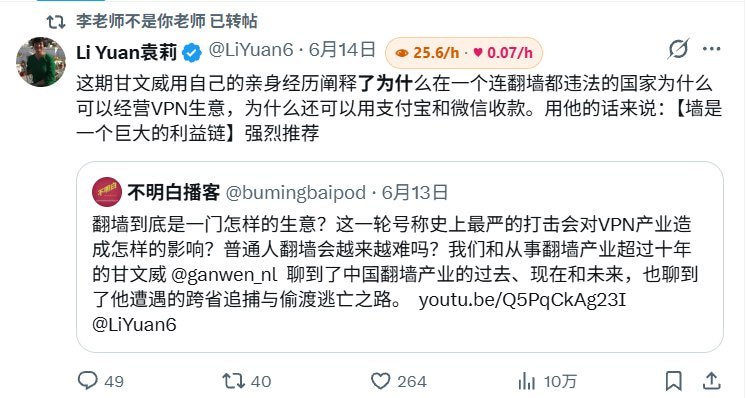 李老师不是你老师 已转帖
Li Yuan袁莉 @LiYuan6 · 6月14日 25.6/h · 0.07/h
这期甘文威用自己的亲身经历阐释了为什么在一个连翻墙都违法的国家为什么
可以经营VPN生意，为什么还可以用支付宝和微信收款。用他的话来说：【墙是
一个巨大的利益链】强烈推荐
不明白播客 @bumingbaipod · 6月13日
翻墙到底是一门怎样的生意？这一轮号称史上最严的打击会对VPN产业造
成怎样的影响？普通人翻墙会越来越难吗？我们和从事翻墙产业超过十年
的甘文威 @ganwen_nl 聊到了中国翻墙产业的过去、现在和未来，也聊到
了他遭遇的跨省追捕与偷渡逃亡之路。 youtu.be/Q5PqCkAg23I
@LiYuan6
49 40 264 10万